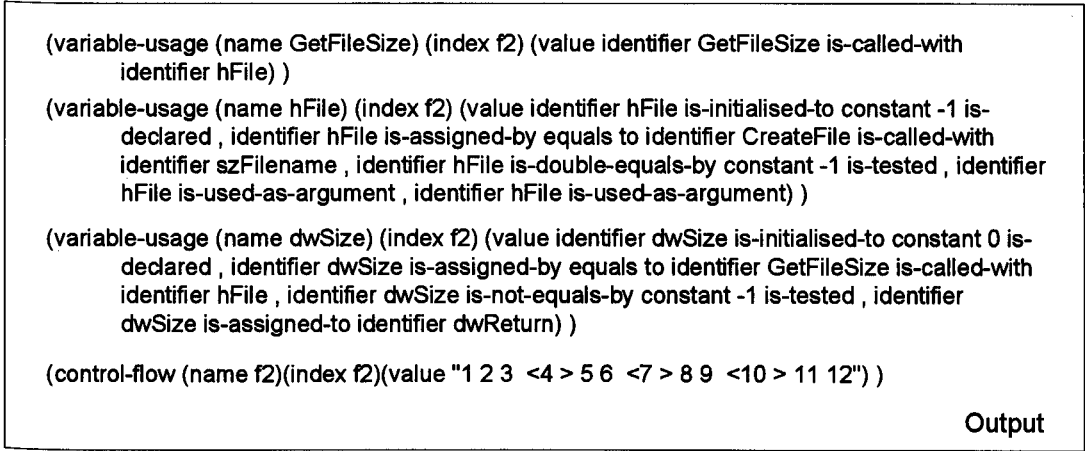 (variable-usage (name GetFileSize) (index f2) (value identifier GetFileSize is-called-with
identifier hFile) )
(variable-usage (name hFile) (index f2) (value identifier hFile is-initialised-to constant -1 is-
declared , identifier hFile is-assigned-by equals to identifier CreateFile is-called-with
identifier szFilename , identifier hFile is-double-equals-by constant -1 is-tested , identifier
hFile is-used-as-argument , identifier hFile is-used-as-argument) )
(variable-usage (name dwSize) (index f2) (value identifier dwSize is-initialised-to constant 0 is-
declared , identifier dwSize is-assigned-by equals to identifier GetFileSize is-called-with
identifier hFile , identifier dwSize is-not-equals-by constant -1 is-tested , identifier
dwSize is-assigned-to identifier dwReturn) )
(control-flow (name f2)(index f2)(value "1 2 3 <4 > 5 6 <7 > 8 9 <10 > 11 12") )
Output